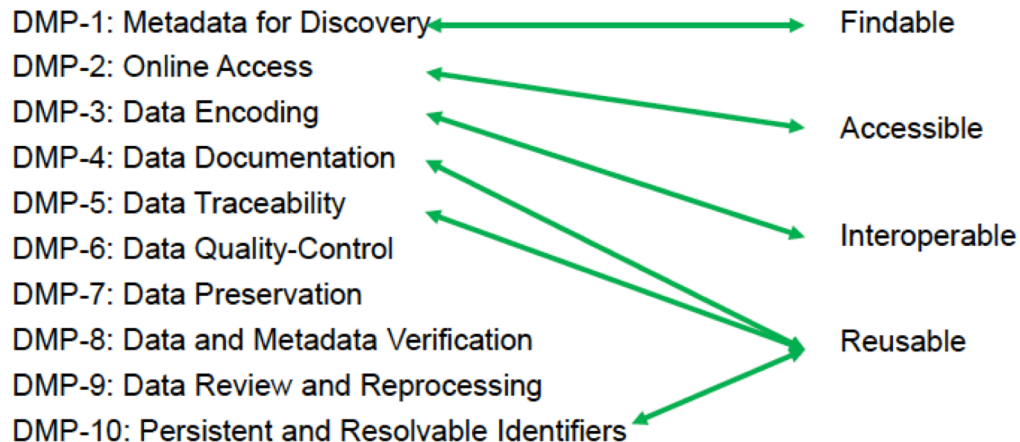 DMP-1: Metadata for Discovery
DMP-2: Online Access
DMP-3: Data Encoding
DMP-4: Data Documentation
DMP-5: Data Traceability
DMP-6: Data Quality-Control
DMP-7: Data Preservation
DMP-8: Data and Metadata Verification
DMP-9: Data Review and Reprocessing
DMP-10: Persistent and Resolvable Identifiers
Findable
Accessible
Interoperable
Reusable